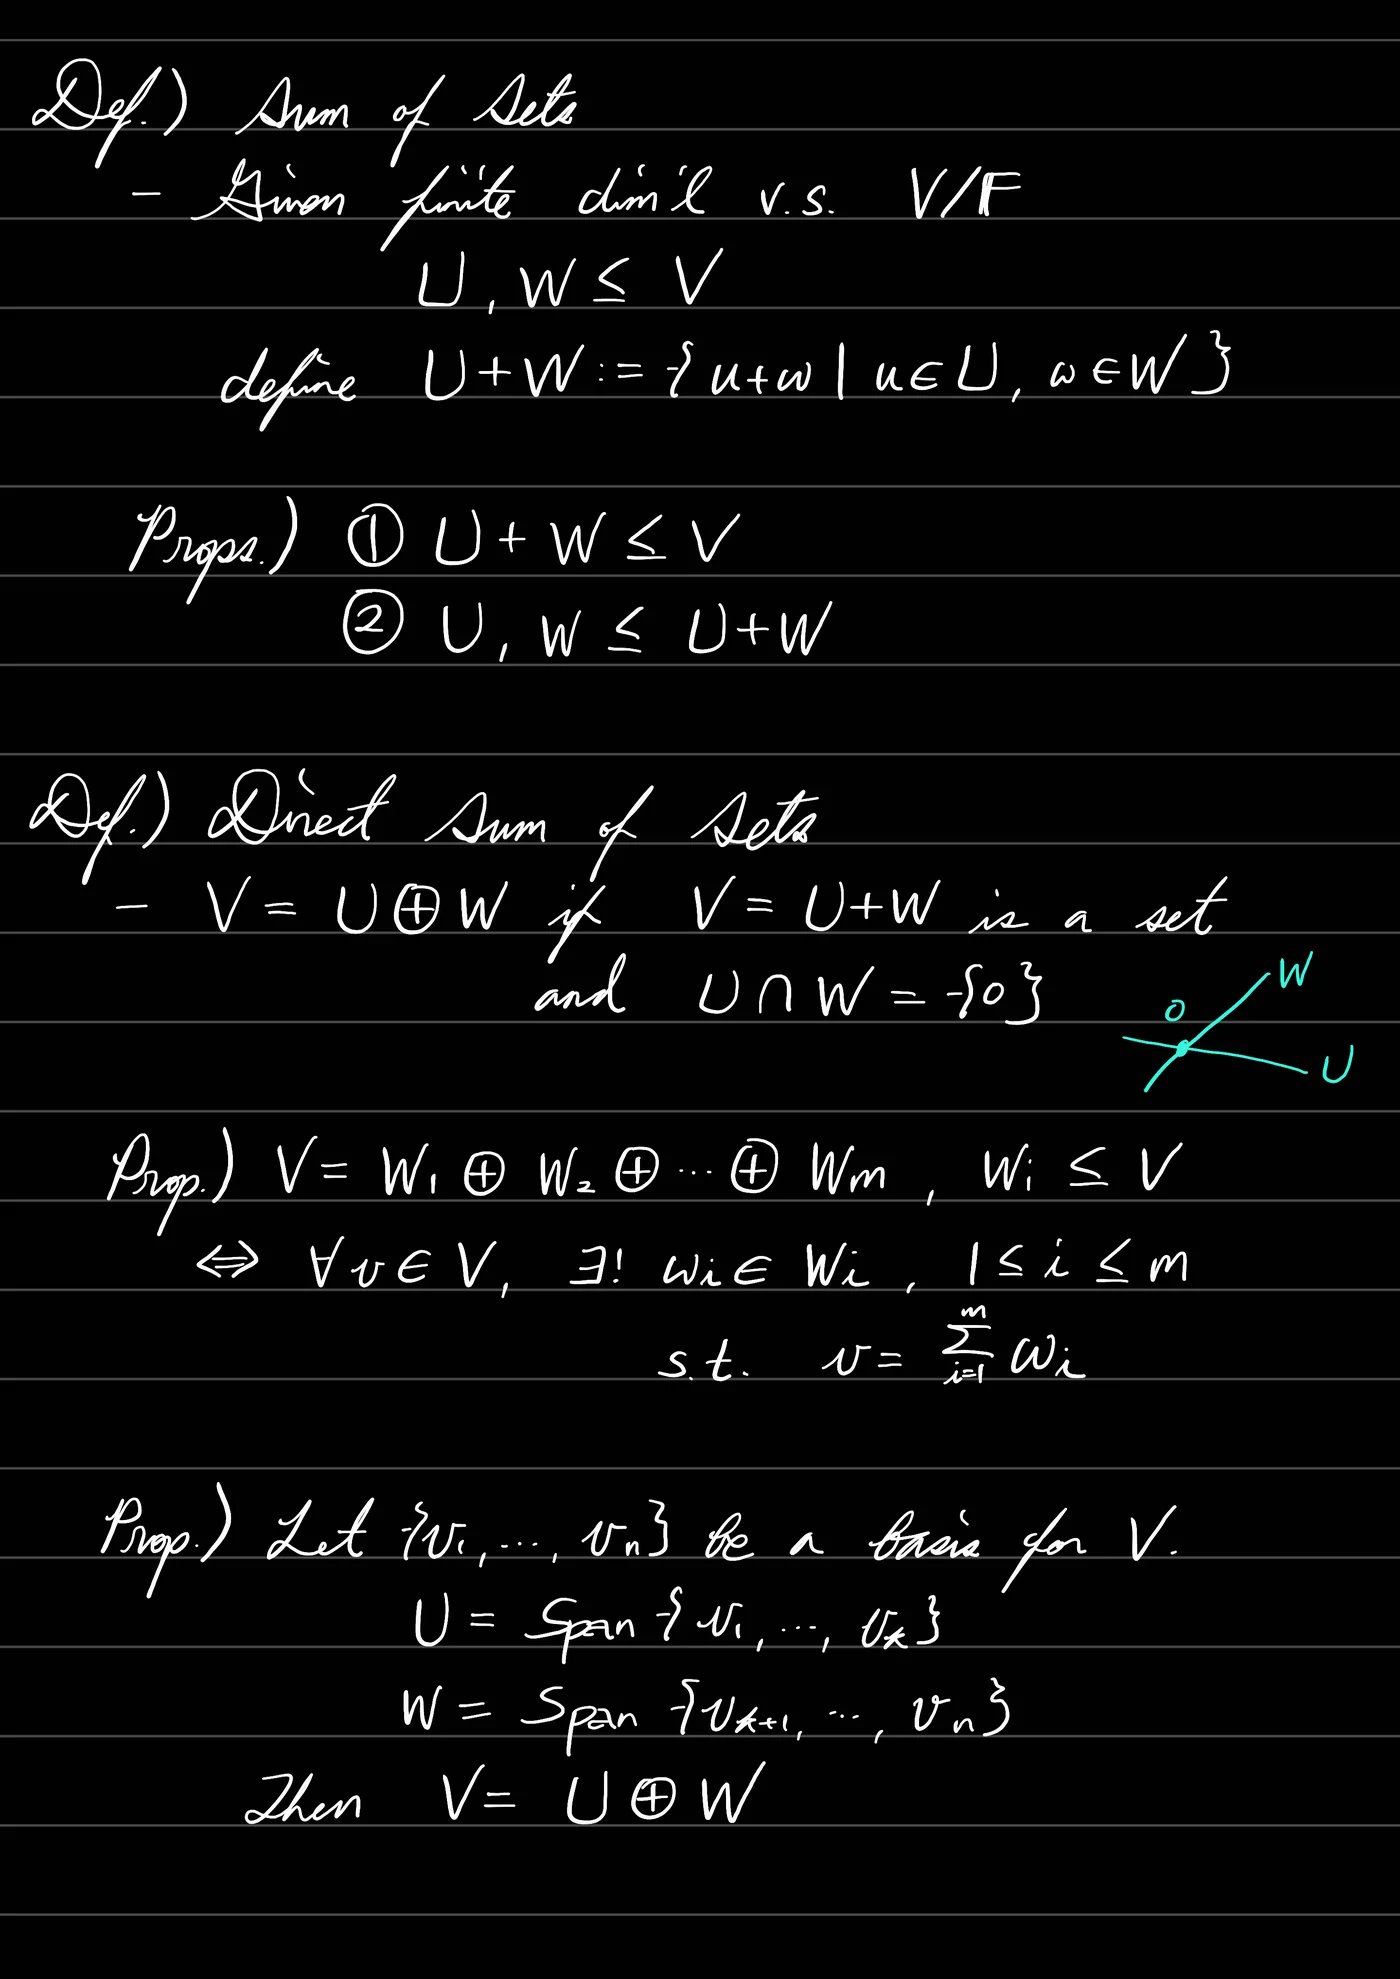 Def.) Sum of Sets
- Given finite dim'l v.s. V/F
U, W ≤ V
define U+W := {u+w | u∈U, w∈W}
Props.) ① U+W ≤ V
② U, W ≤ U+W
Def.) Direct Sum of Sets
- V = U⊕W if V = U+W is a set
and U∩W = {0}
W
0
U
Prop.) V = W₁ ⊕ W₂ ⊕ ... ⊕ Wm, Wi ≤ V
⇔ ∀v∈V, ∃! wi∈Wi, 1≤i≤m
s.t. v = ∑_{i=1}^{m} wi
Prop.) Let {v₁, ..., vn} be a basis for V.
U = Span {v₁, ..., vk}
W = Span {vk+1, ..., vn}
Then V = U⊕W